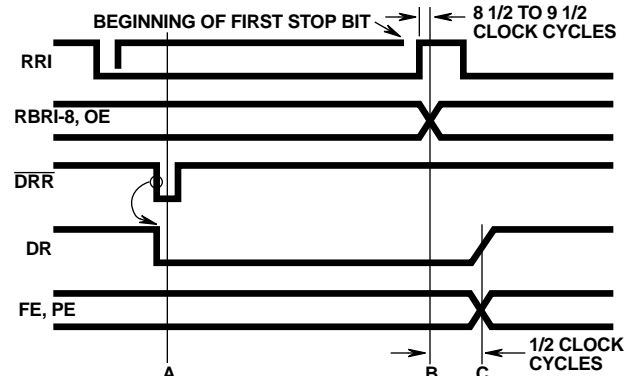 BEGINNING OF FIRST STOP BIT
8 1/2 TO 9 1/2
CLOCK CYCLES
RRI
RBRI-8, OE
DRR
DR
FE, PE
1/2 CLOCK
CYCLES
A
B
C